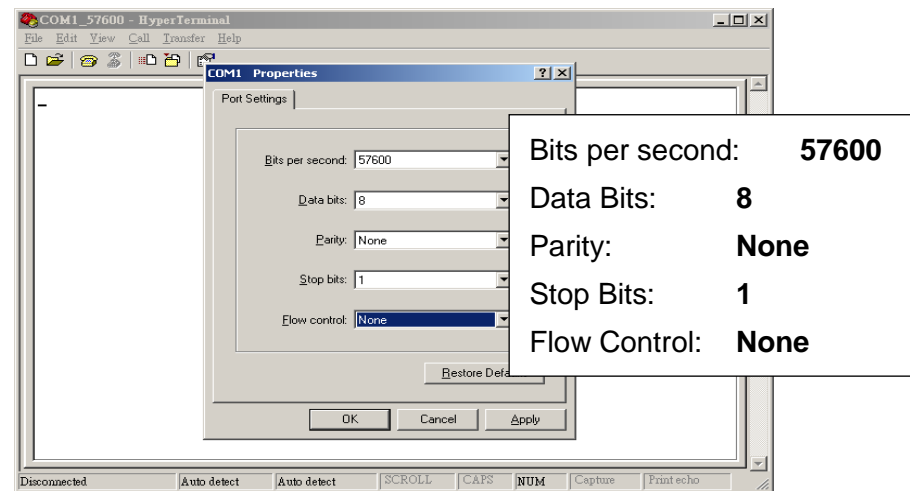 COM1_57600 - HyperTerminal
File Edit View Call Transfer Help
COM1 Properties
Port Settings
Bits per second: 57600
Data bits: 8
Parity: None
Stop bits: 1
Flow control: None
Restore Defa
OK Cancel Apply
Bits per second: 57600
Data Bits: 8
Parity: None
Stop Bits: 1
Flow Control: None
Disconnected Auto detect Auto detect SCROLL CAPS NUM Capture Print echo